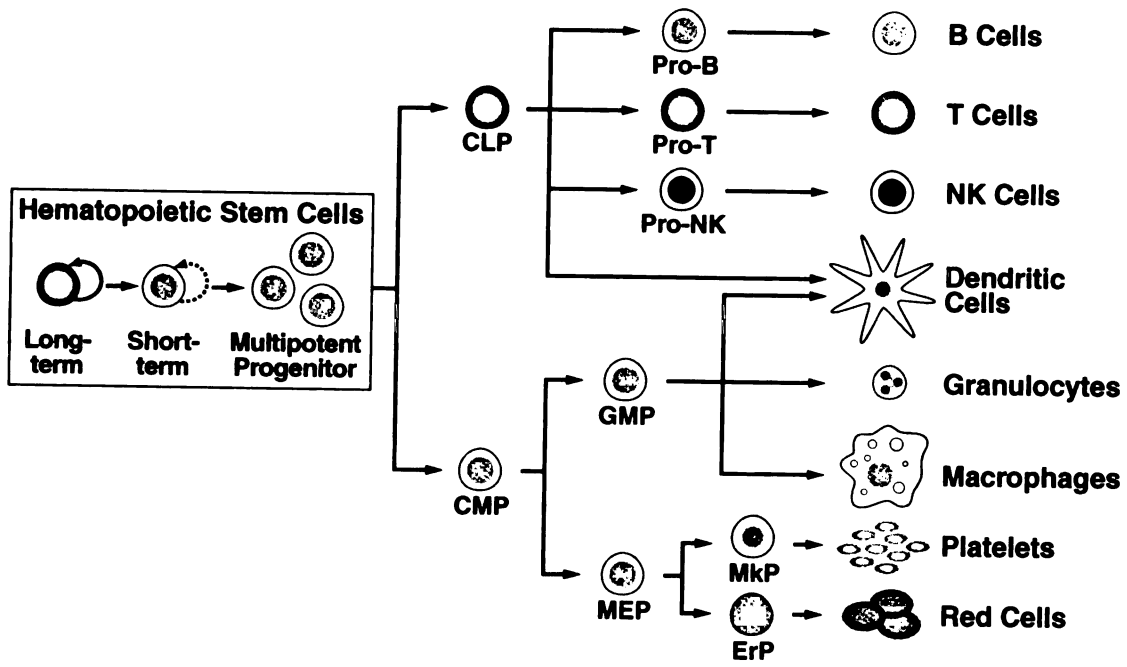 Hematopoietic Stem Cells
Long-
term
Short-
term
Multipotent
Progenitor
CLP
CMP
Pro-B
Pro-T
Pro-NK
GMP
MEP
MkP
ErP
B Cells
T Cells
NK Cells
Dendritic
Cells
Granulocytes
Macrophages
Platelets
Red Cells